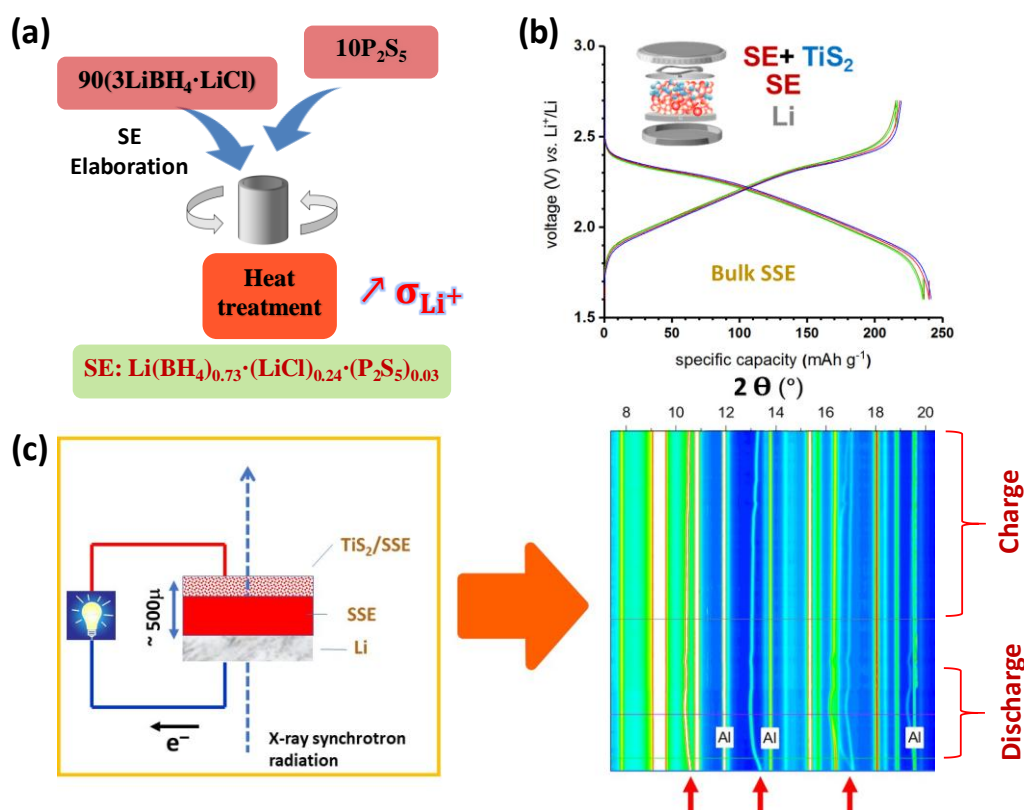 (a)
10P₂S₅
90(3LiBH₄·LiCl)
SE
Elaboration
Heat
treatment
↗ σLi⁺
SE: Li(BH₄)₀.₇₃·(LiCl)₀.₂₄·(P₂S₅)₀.₀₃
(b)
voltage (V) vs. Li⁺/Li
3.0
2.5
2.0
1.5
SE+ TiS₂
SE
Li
Bulk SSE
0
50
100
150
200
250
specific capacity (mAh g⁻¹)
(c)
TiS₂/SSE
SSE
Li
~ 500µ
e⁻
X-ray synchrotron
radiation
2 Θ (°)
8
10
12
14
16
18
20
Al
Al
Al
Charge
Discharge